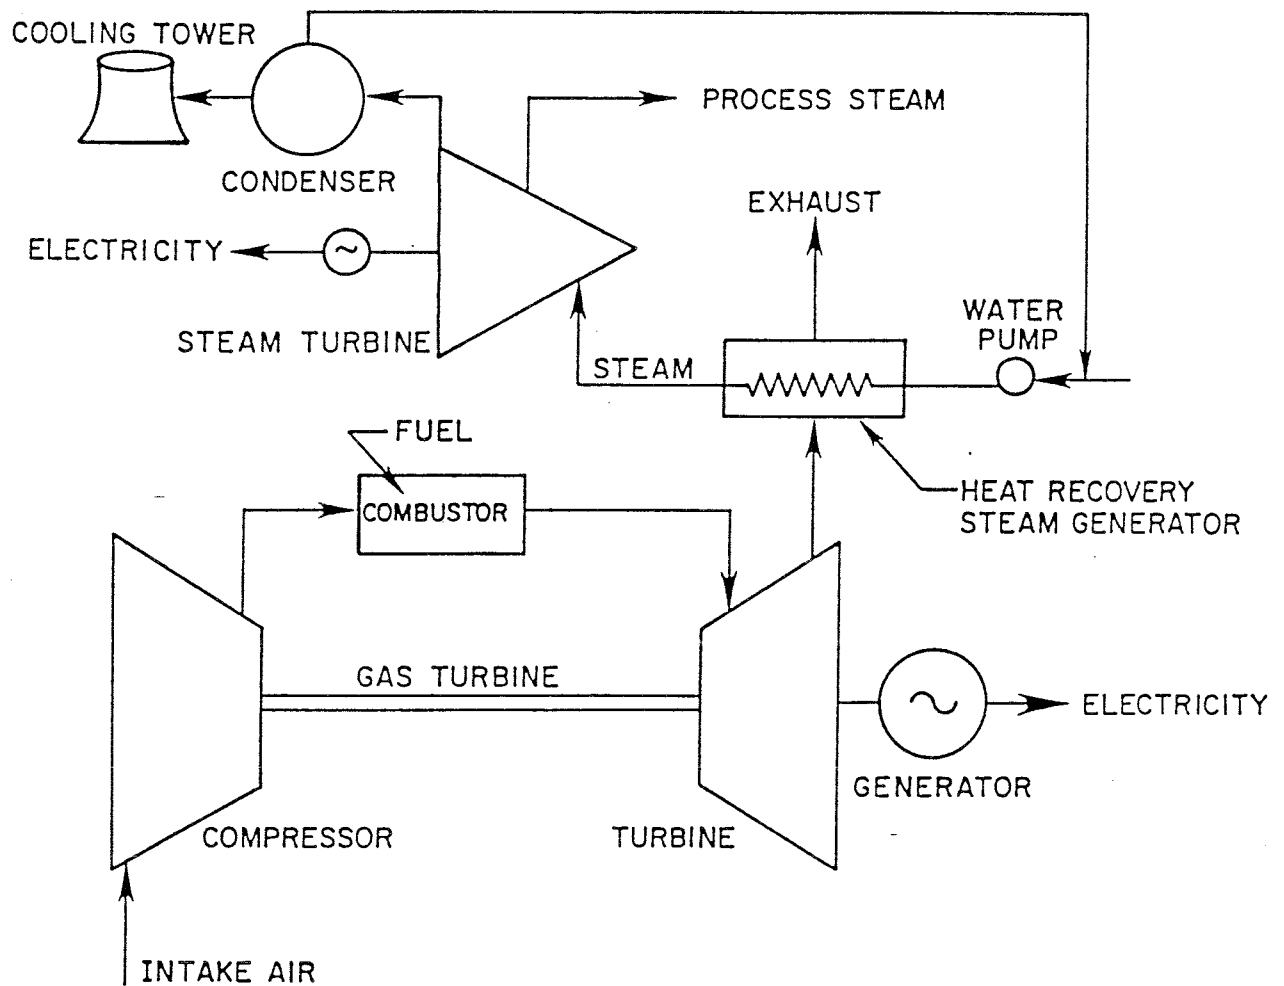 COOLING TOWER
PROCESS STEAM
CONDENSER
EXHAUST
ELECTRICITY
~
WATER
PUMP
STEAM TURBINE
STEAM
FUEL
COMBUSTOR
HEAT RECOVERY
STEAM GENERATOR
GAS TURBINE
~
ELECTRICITY
GENERATOR
COMPRESSOR
TURBINE
INTAKE AIR